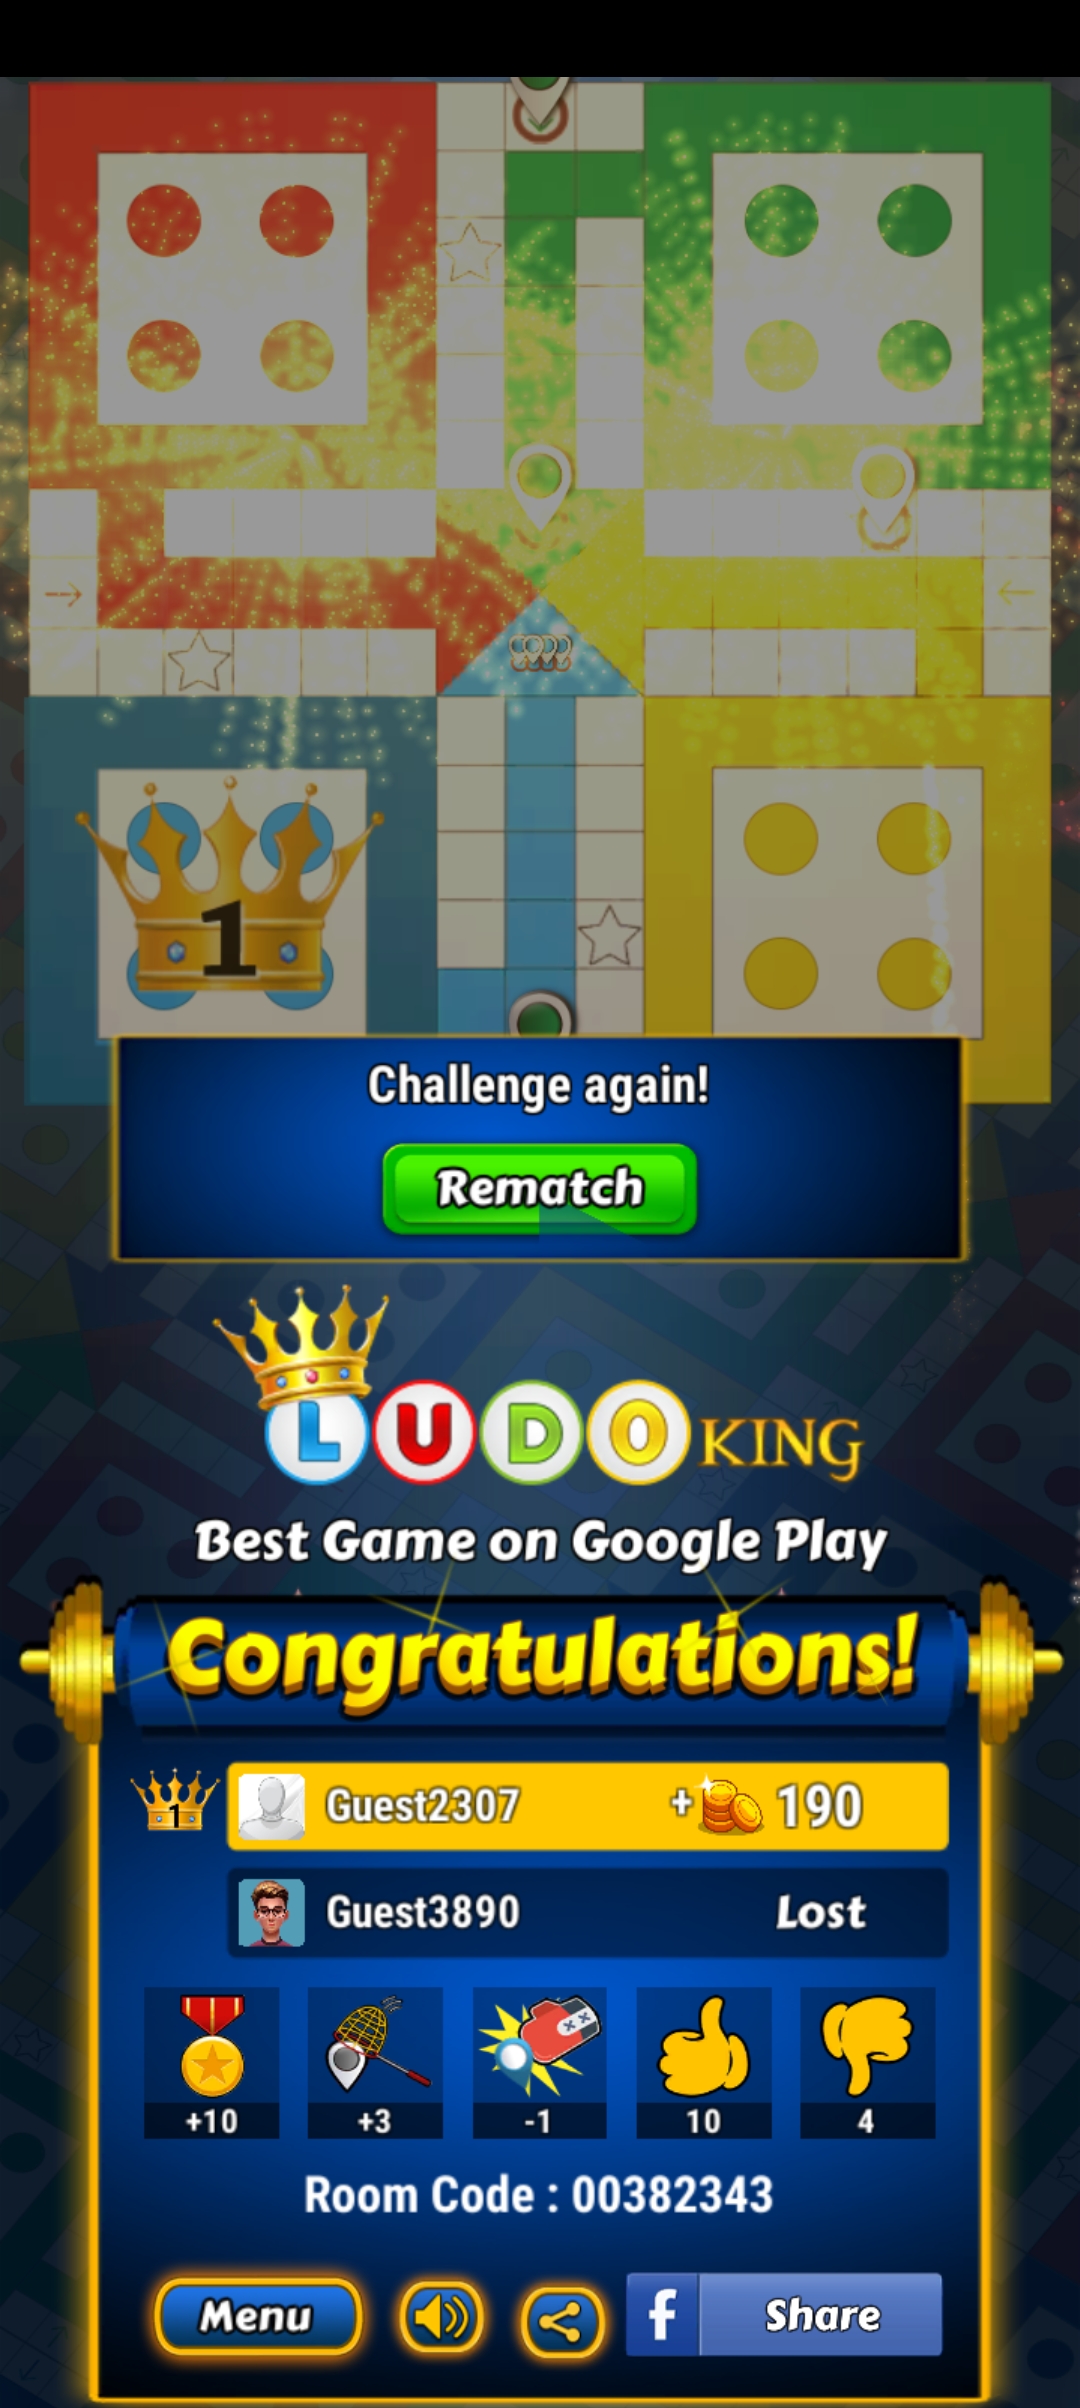 1
Challenge again!
Rematch
LUDO KING
Best Game on Google Play
Congratulations!
1 Guest2307 + 190
Guest3890 Lost
+10 +3 -1 10 4
Room Code : 00382343
Menu f Share